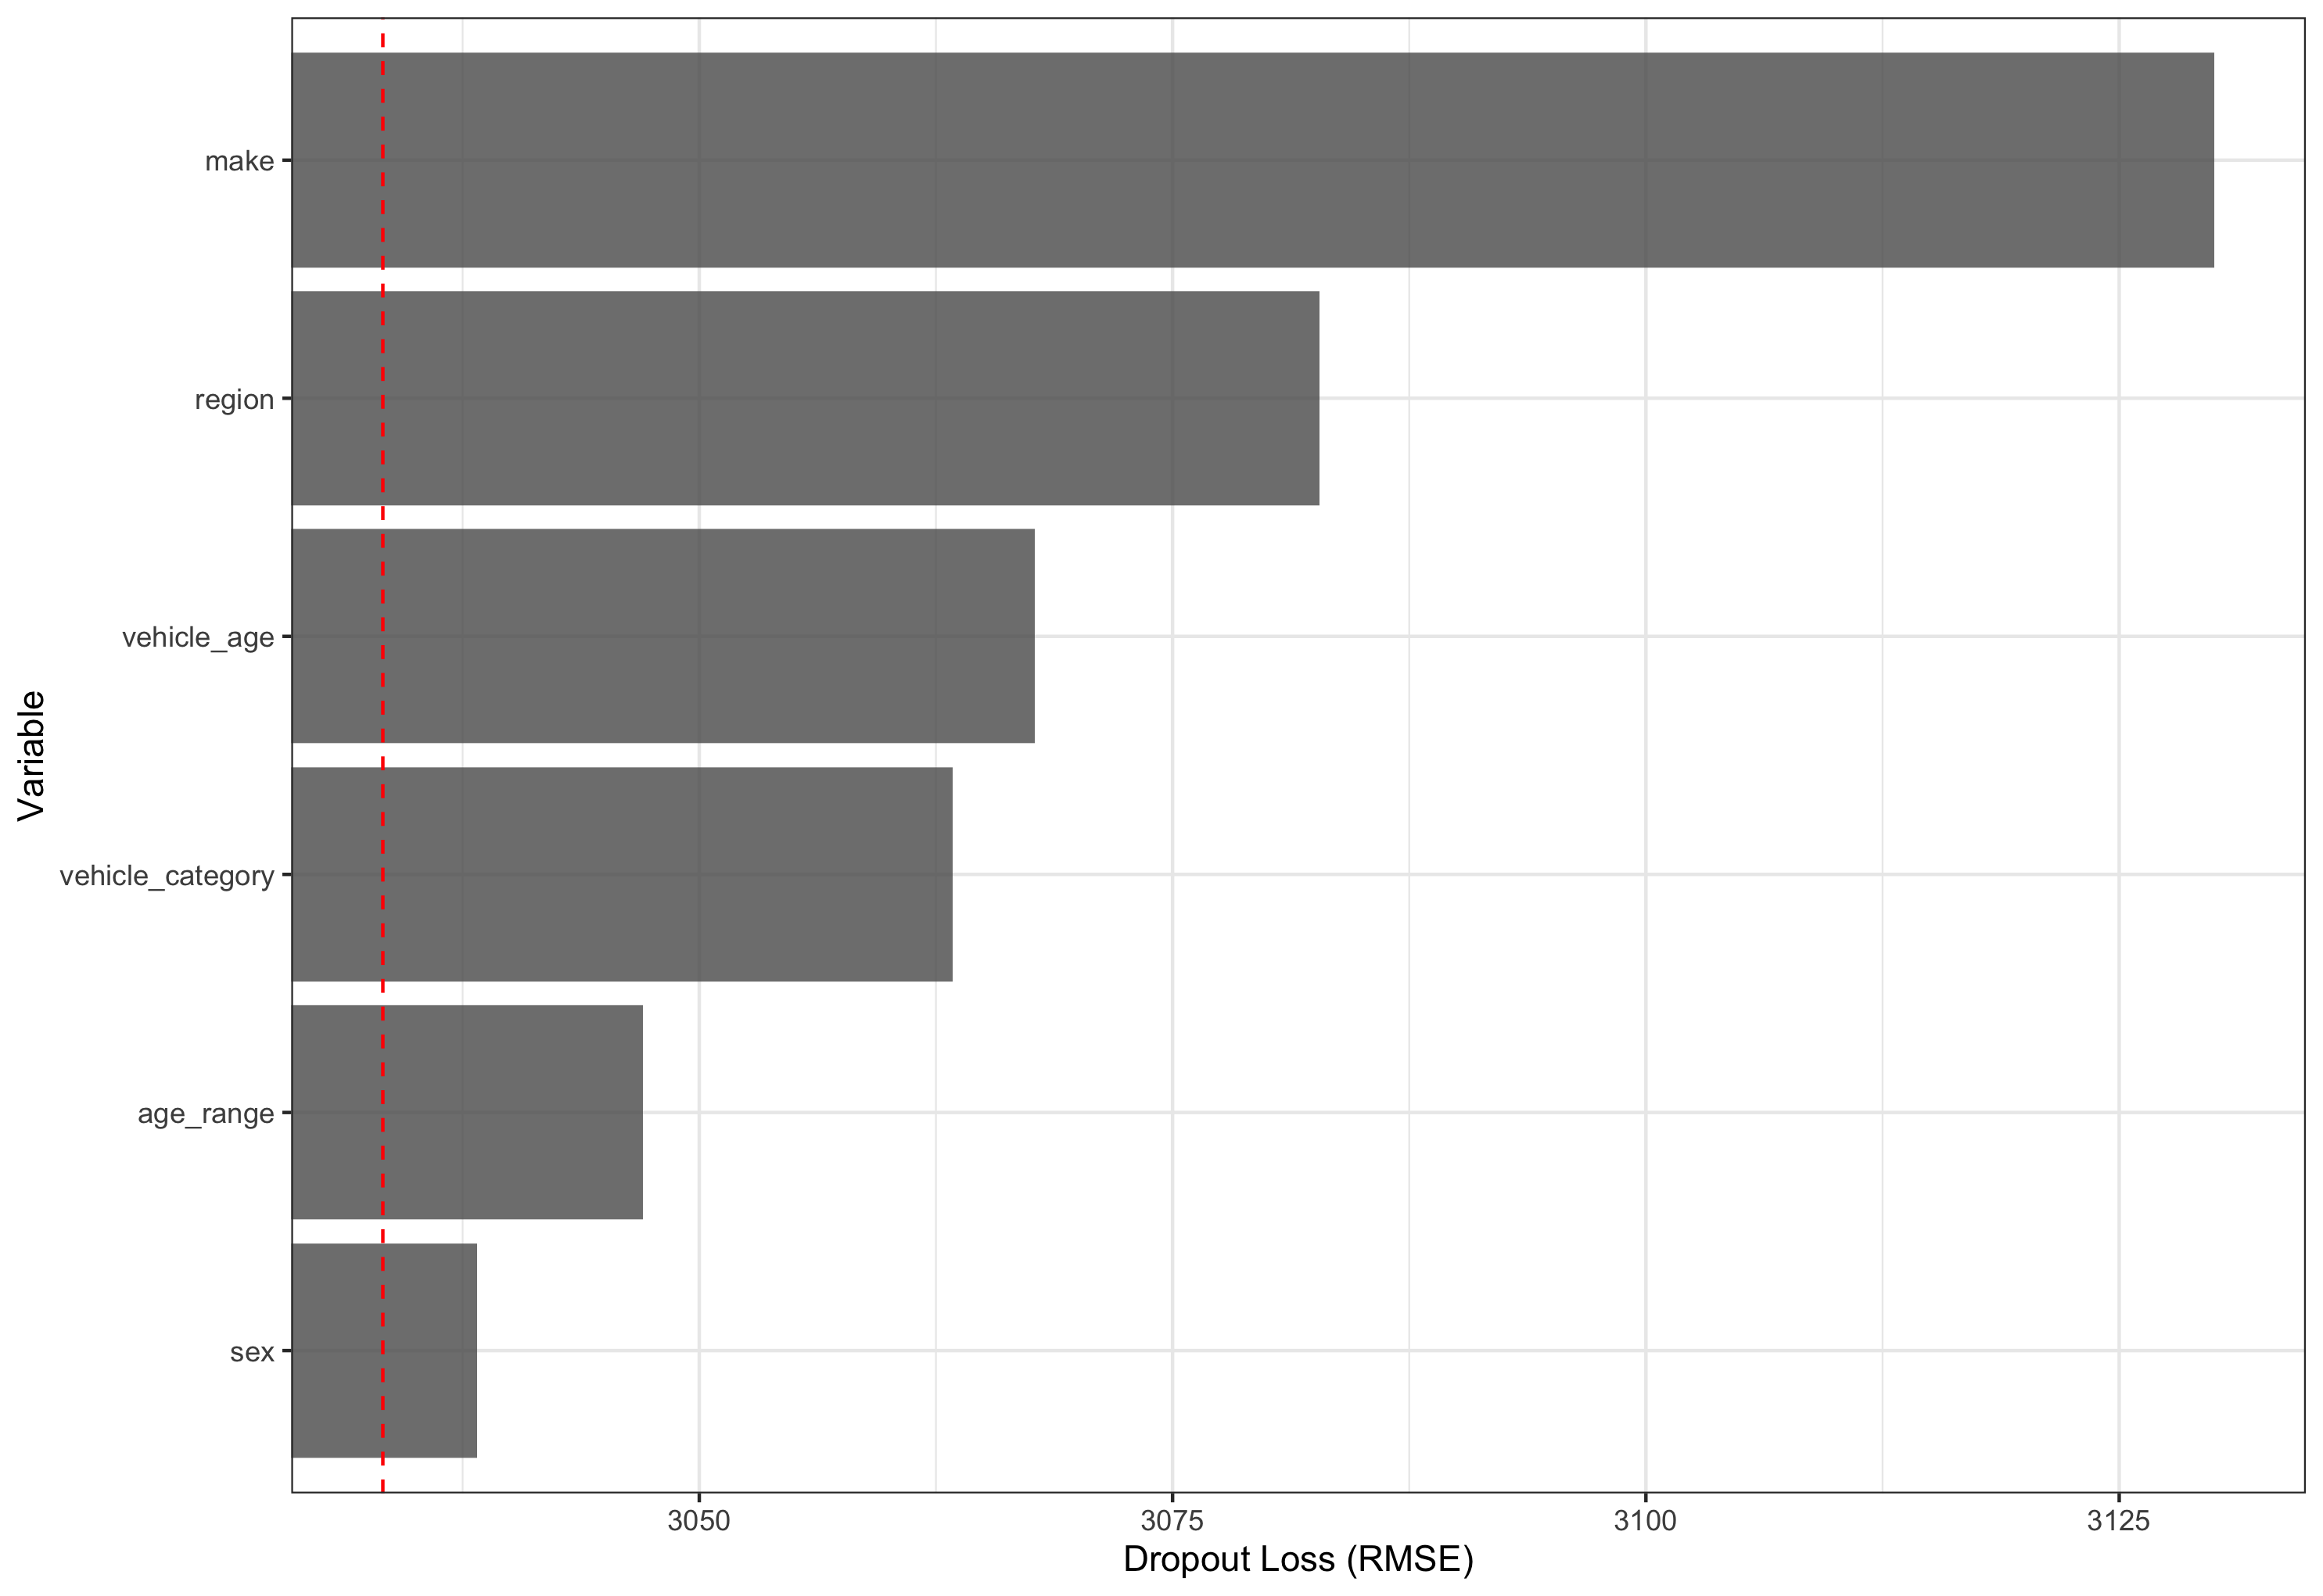 make
region
vehicle_age
vehicle_category
age_range
sex
Variable
3050 3075 3100 3125
Dropout Loss (RMSE)